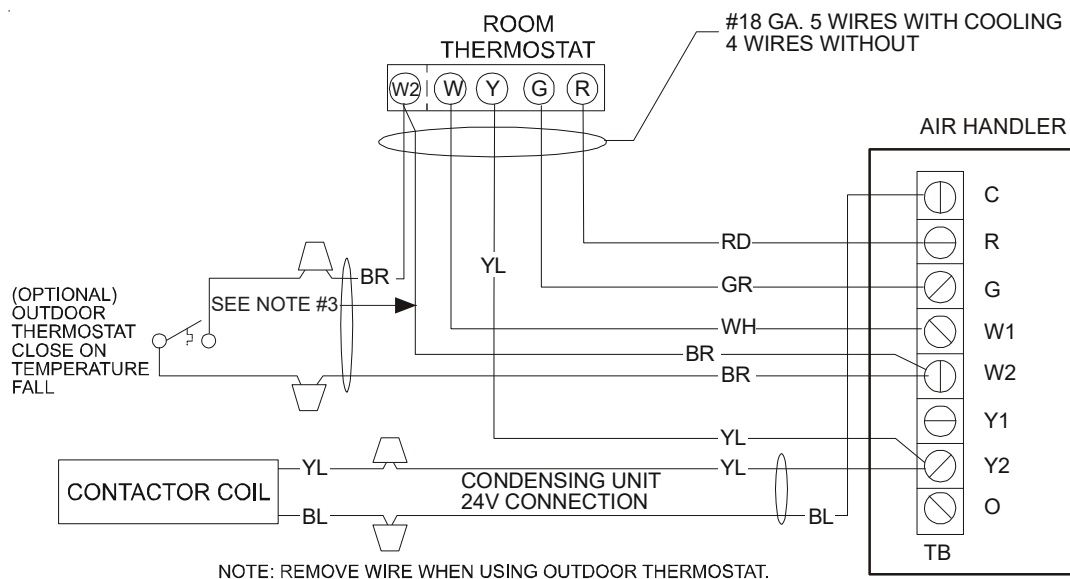 ROOM
THERMOSTAT
#18 GA. 5 WIRES WITH COOLING
4 WIRES WITHOUT
W2
W
Y
G
R
AIR HANDLER
C
R
G
W1
W2
Y1
Y2
O
TB
RD
GR
WH
BR
BR
YL
YL
YL
BR
SEE NOTE #3
(OPTIONAL)
OUTDOOR
THERMOSTAT
CLOSE ON
TEMPERATURE
FALL
CONTACTOR COIL
YL
BL
CONDENSING UNIT
24V CONNECTION
BL
NOTE: REMOVE WIRE WHEN USING OUTDOOR THERMOSTAT.